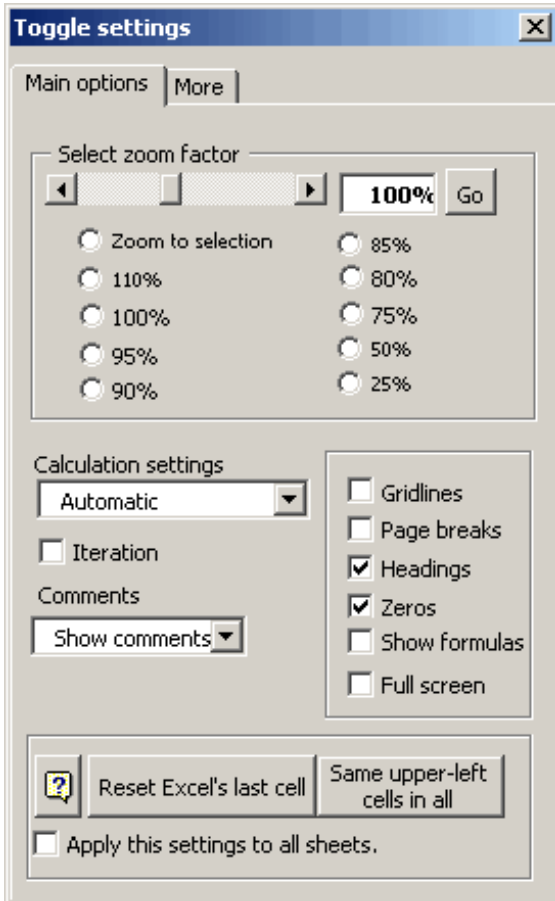 Toggle settings
Main options
More
Select zoom factor
100%
Go
Zoom to selection
110%
100%
95%
90%
85%
80%
75%
50%
25%
Calculation settings
Automatic
Iteration
Comments
Show comments
Gridlines
Page breaks
Headings
Zeros
Show formulas
Full screen
?
Reset Excel's last cell
Same upper-left
cells in all
Apply this settings to all sheets.